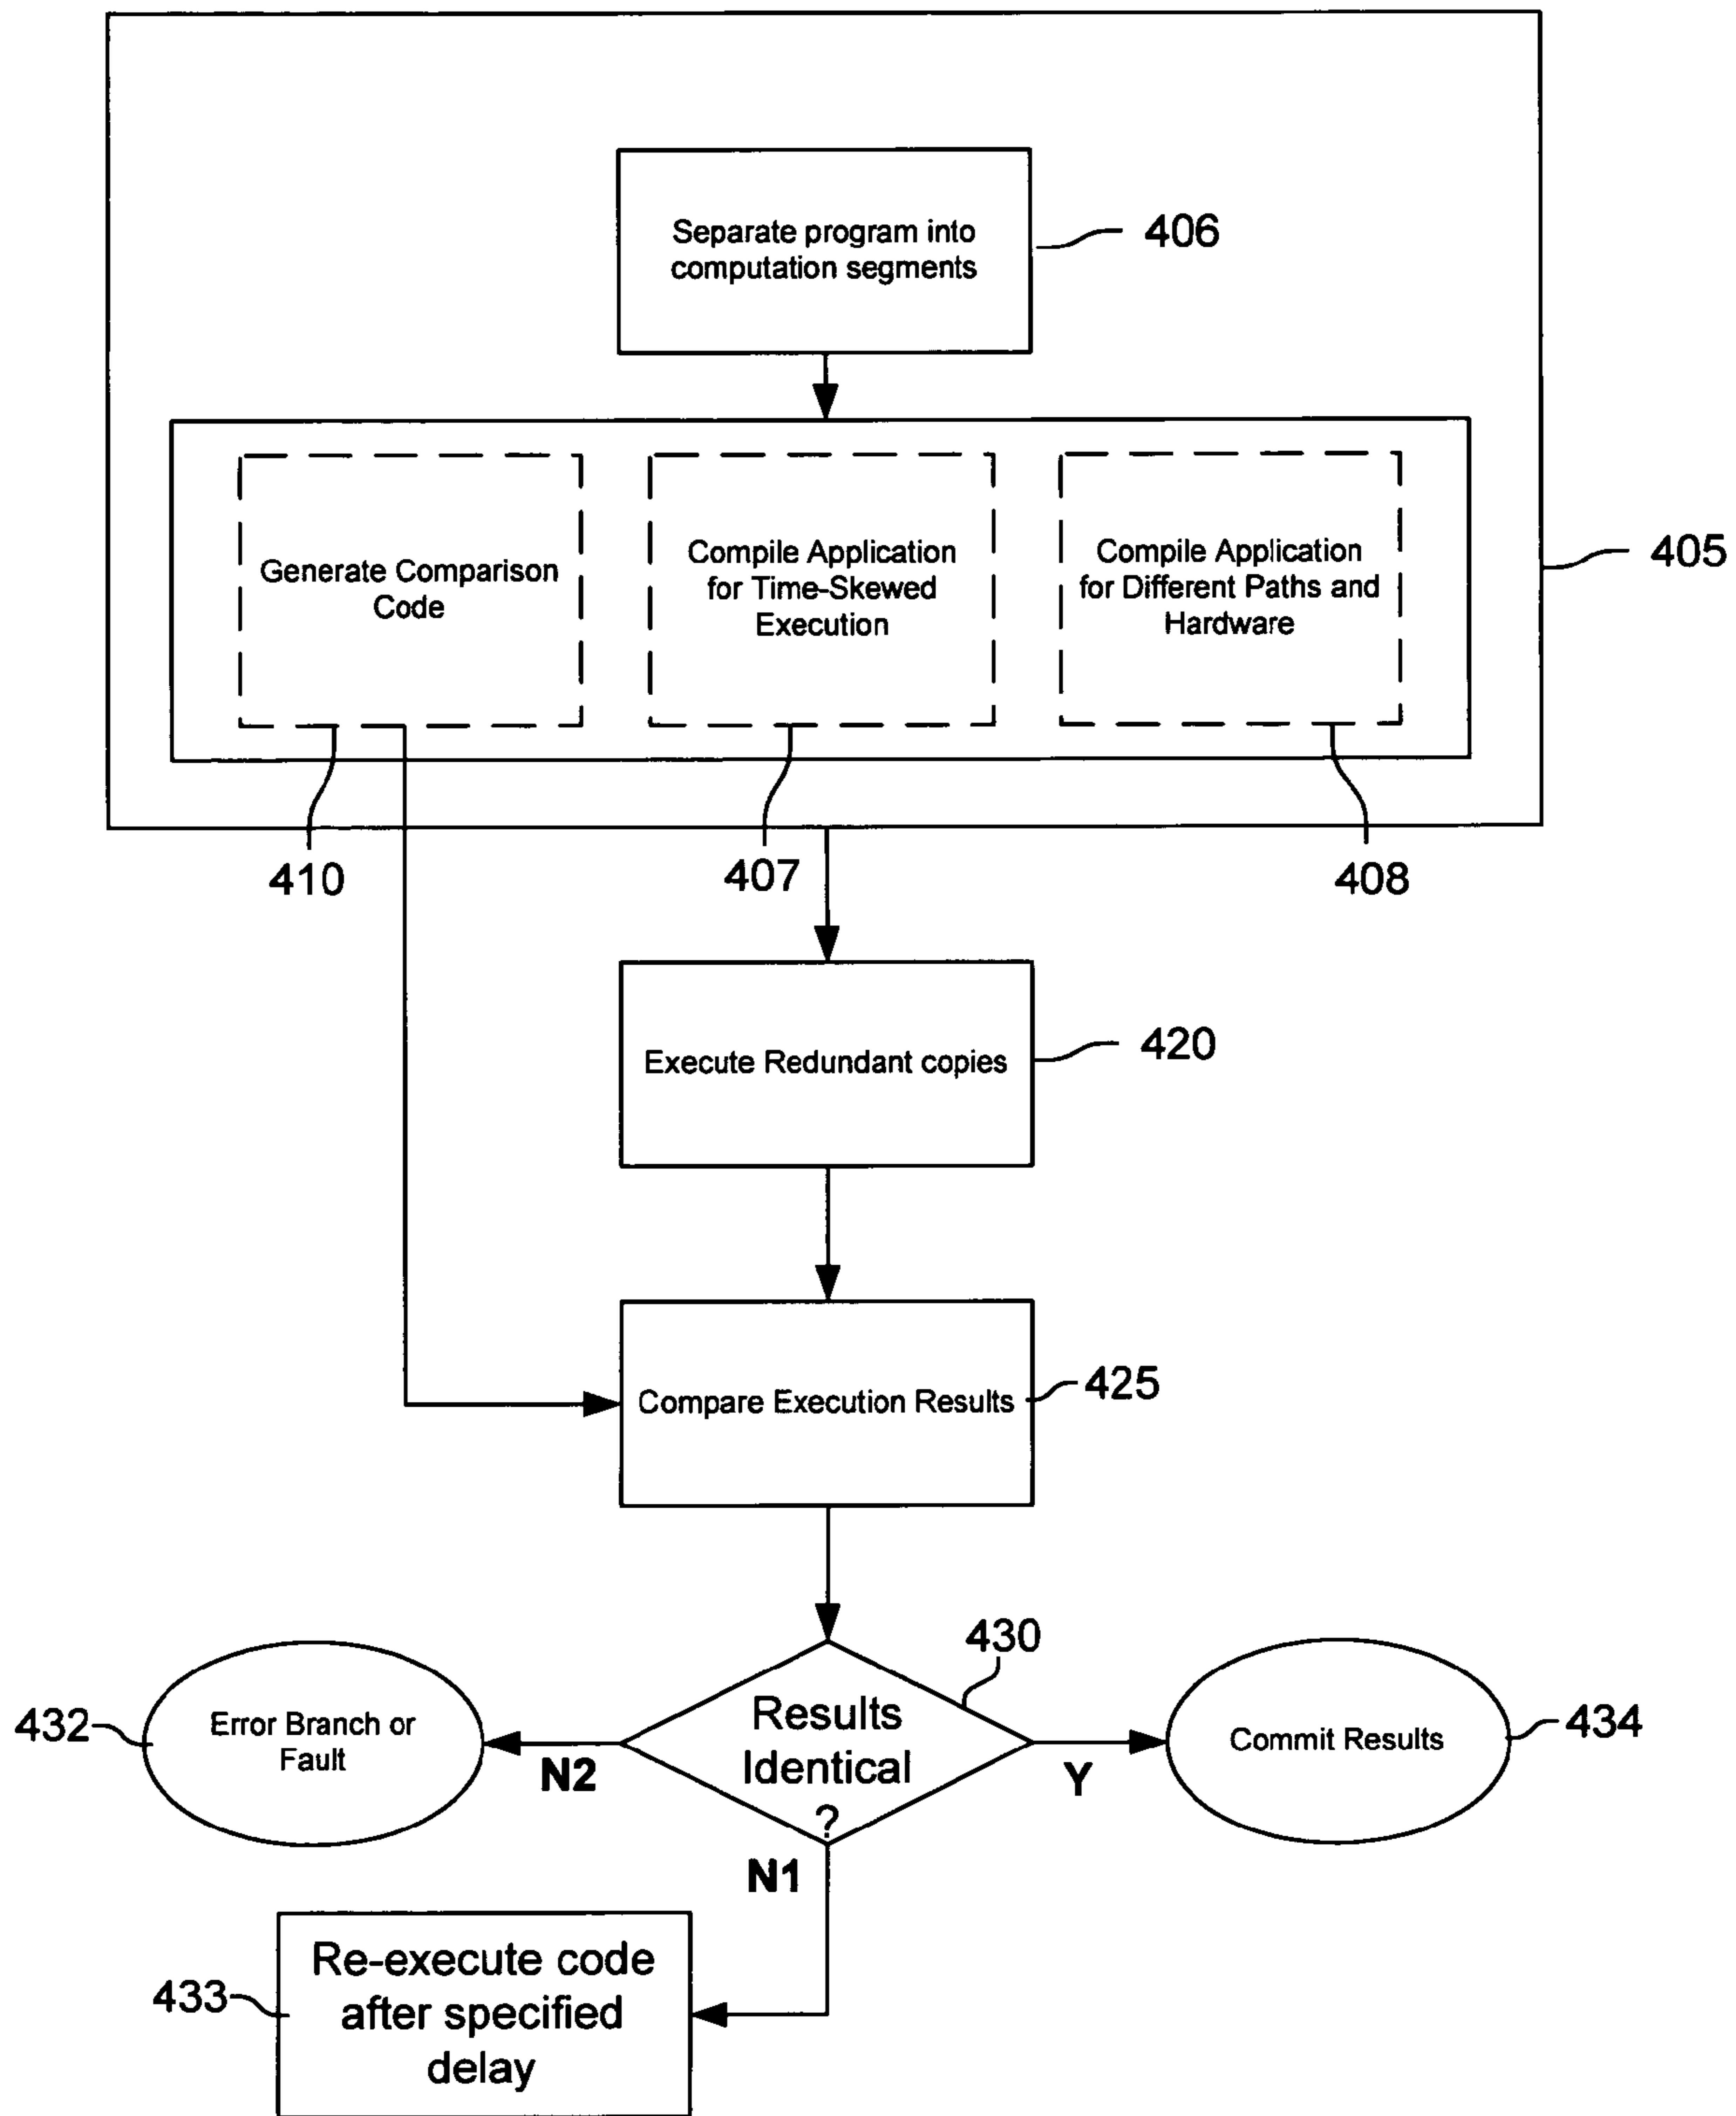 Separate program into
computation segments
406
Generate Comparison
Code
Compile Application
for Time-Skewed
Execution
Compile Application
for Different Paths and
Hardware
405
410
407
408
Execute Redundant copies
420
Compare Execution Results
425
430
Results
Identical
?
432
Error Branch or
Fault
N2
Y
Commit Results
434
N1
433
Re-execute code
after specified
delay